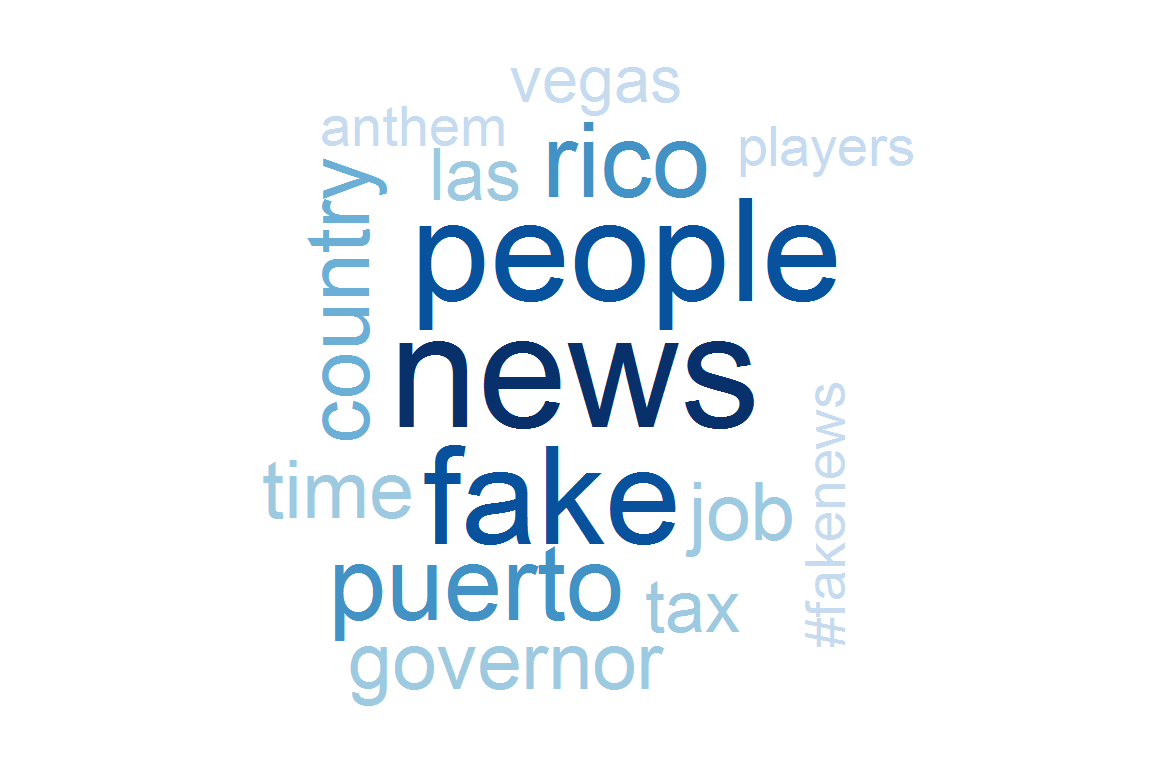 vegas
anthem
players
las
rico
country
people
news
#fakenews
time
fake
job
puerto
tax
governor